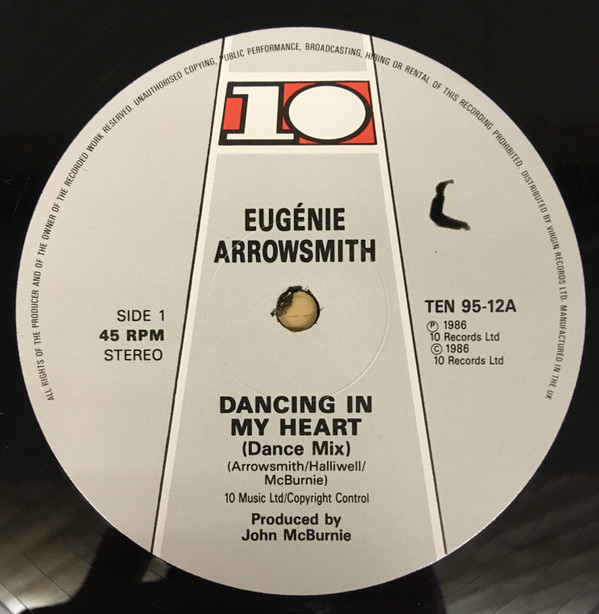 ALL RIGHTS OF THE PRODUCER AND OF THE OWNER OF THE RECORDED WORK RESERVED. UNAUTHORISED COPYING, PUBLIC PERFORMANCE, BROADCASTING, HIRING OR RENTAL OF THIS RECORDING PROHIBITED. DISTRIBUTED BY VIRGIN RECORDS LTD. MANUFACTURED IN THE UK
10
EUGÉNIE
ARROWSMITH
SIDE 1
45 RPM
STEREO
TEN 95-12A
Ⓟ 1986
10 Records Ltd
© 1986
10 Records Ltd
DANCING IN
MY HEART
(Dance Mix)
(Arrowsmith/Halliwell/
McBurnie)
10 Music Ltd/Copyright Control
Produced by
John McBurnie